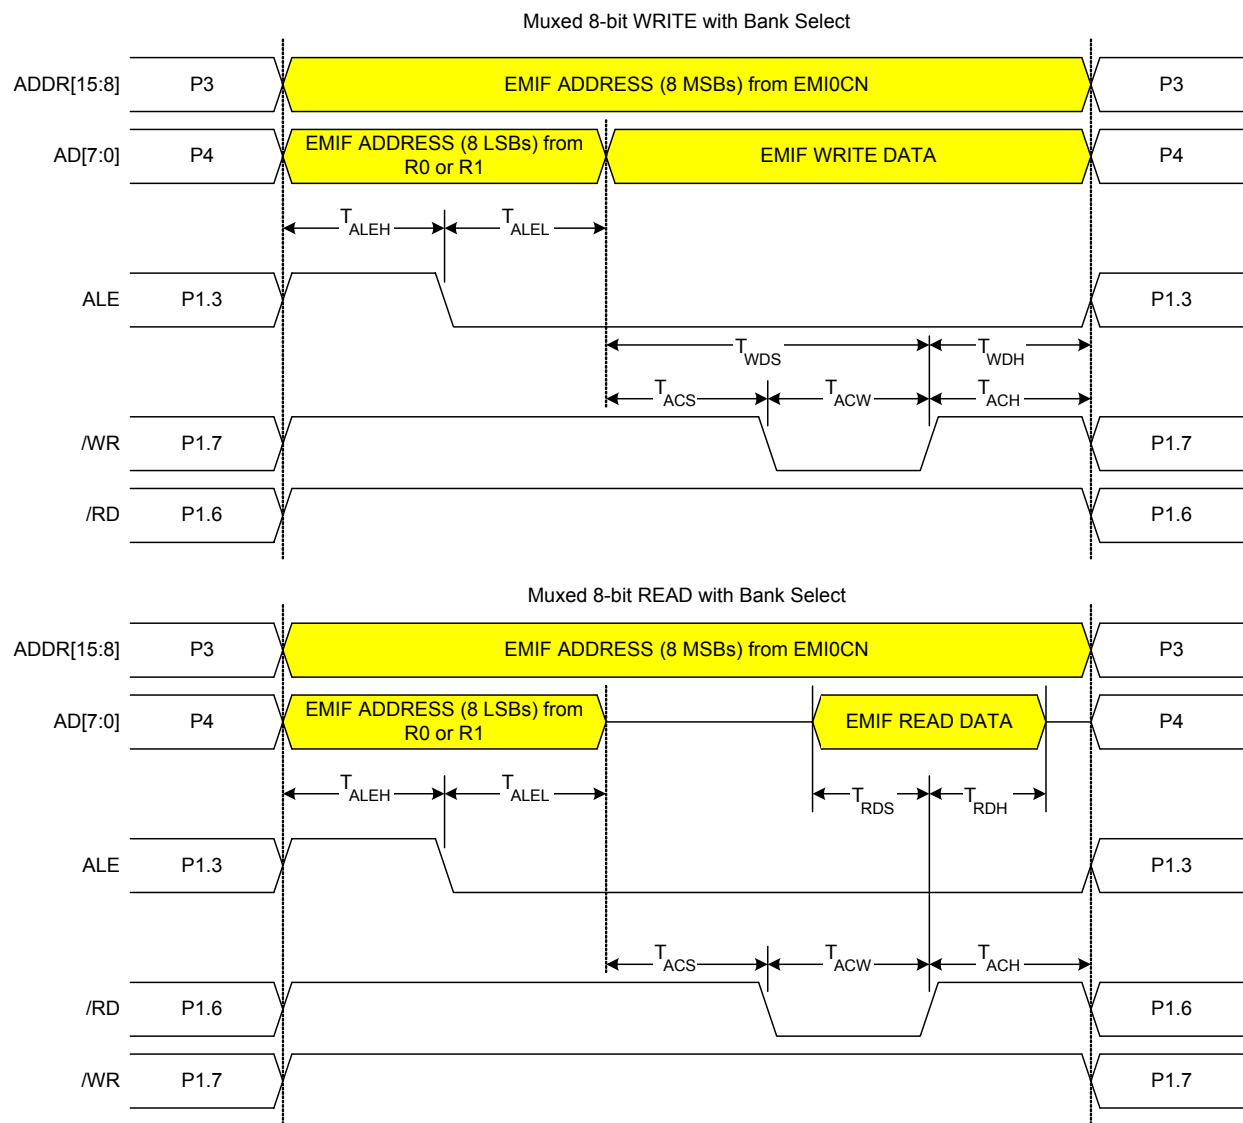 Muxed 8-bit WRITE with Bank Select
ADDR[15:8] P3 EMIF ADDRESS (8 MSBs) from EMI0CN P3
AD[7:0] P4 EMIF ADDRESS (8 LSBs) from R0 or R1 EMIF WRITE DATA P4
TALEH TALEL
ALE P1.3 P1.3
TWDS TWDH
TACS TACW TACH
/WR P1.7 P1.7
/RD P1.6 P1.6
Muxed 8-bit READ with Bank Select
ADDR[15:8] P3 EMIF ADDRESS (8 MSBs) from EMI0CN P3
AD[7:0] P4 EMIF ADDRESS (8 LSBs) from R0 or R1 EMIF READ DATA P4
TALEH TALEL TRDS TRDH
ALE P1.3 P1.3
TACS TACW TACH
/RD P1.6 P1.6
/WR P1.7 P1.7